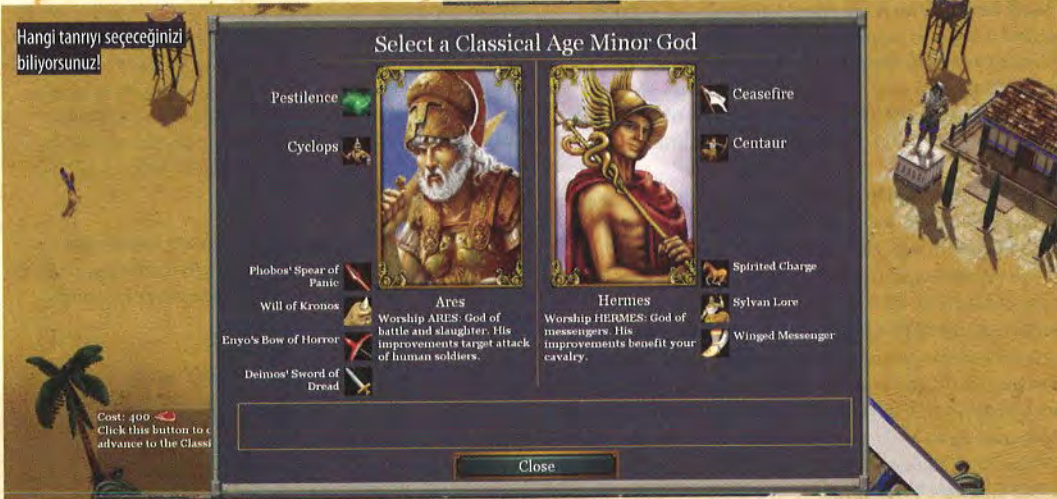 Hangi tanrıyı seçeceğinizi
biliyorsunuz!
Select a Classical Age Minor God
Pestilence
Cyclops
Phobos' Spear of
Panic
Will of Kronos
Enyo's Bow of Horror
Deimos' Sword of
Dread
Ares
Worship ARES: God of
battle and slaughter. His
improvements target attack
of human soldiers.
Ceasefire
Centaur
Spirited Charge
Sylvan Lore
Winged Messenger
Hermes
Worship HERMES: God of
messengers. His
improvements benefit your
cavalry.
Cost: 400
Click this button to
advance to the
Close